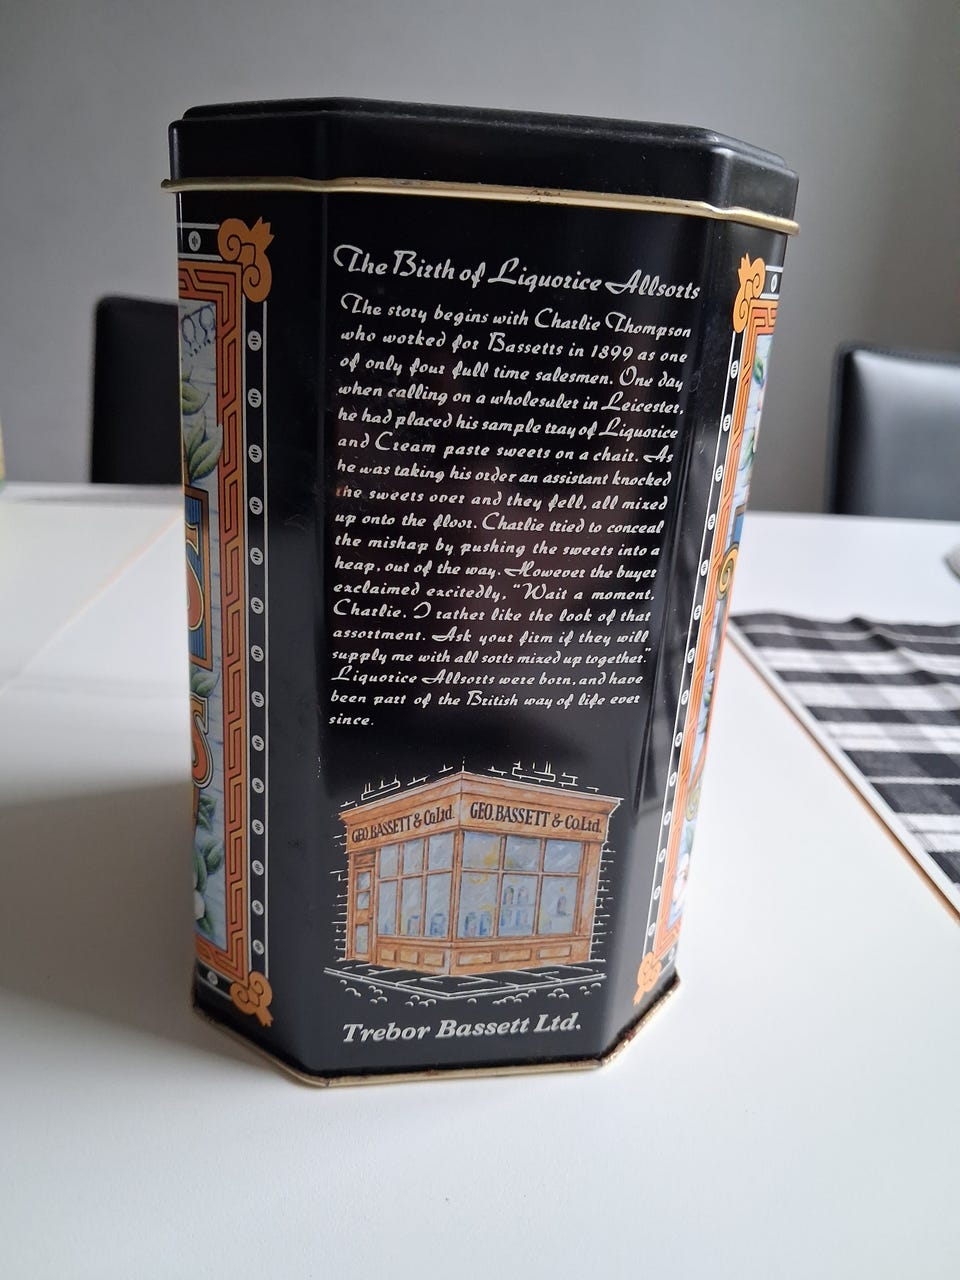 The Birth of Liquorice Allsorts
The story begins with Charlie Thompson
who worked for Bassetts in 1899 as one
of only four full time salesmen. One day
when calling on a wholesaler in Leicester,
he had placed his sample tray of Liquorice
and Cream paste sweets on a chair. As
he was taking his order an assistant knocked
the sweets over and they fell, all mixed
up onto the floor. Charlie tried to conceal
the mishap by pushing the sweets into a
heap, out of the way. However the buyer
exclaimed excitedly, "Wait a moment,
Charlie, I rather like the look of that
assortment. Ask your firm if they will
supply me with all sorts mixed up together."
Liquorice Allsorts were born, and have
been part of the British way of life ever
since.
GEO. BASSETT & Co. Ltd. GEO. BASSETT & Co. Ltd.
Trebor Bassett Ltd.